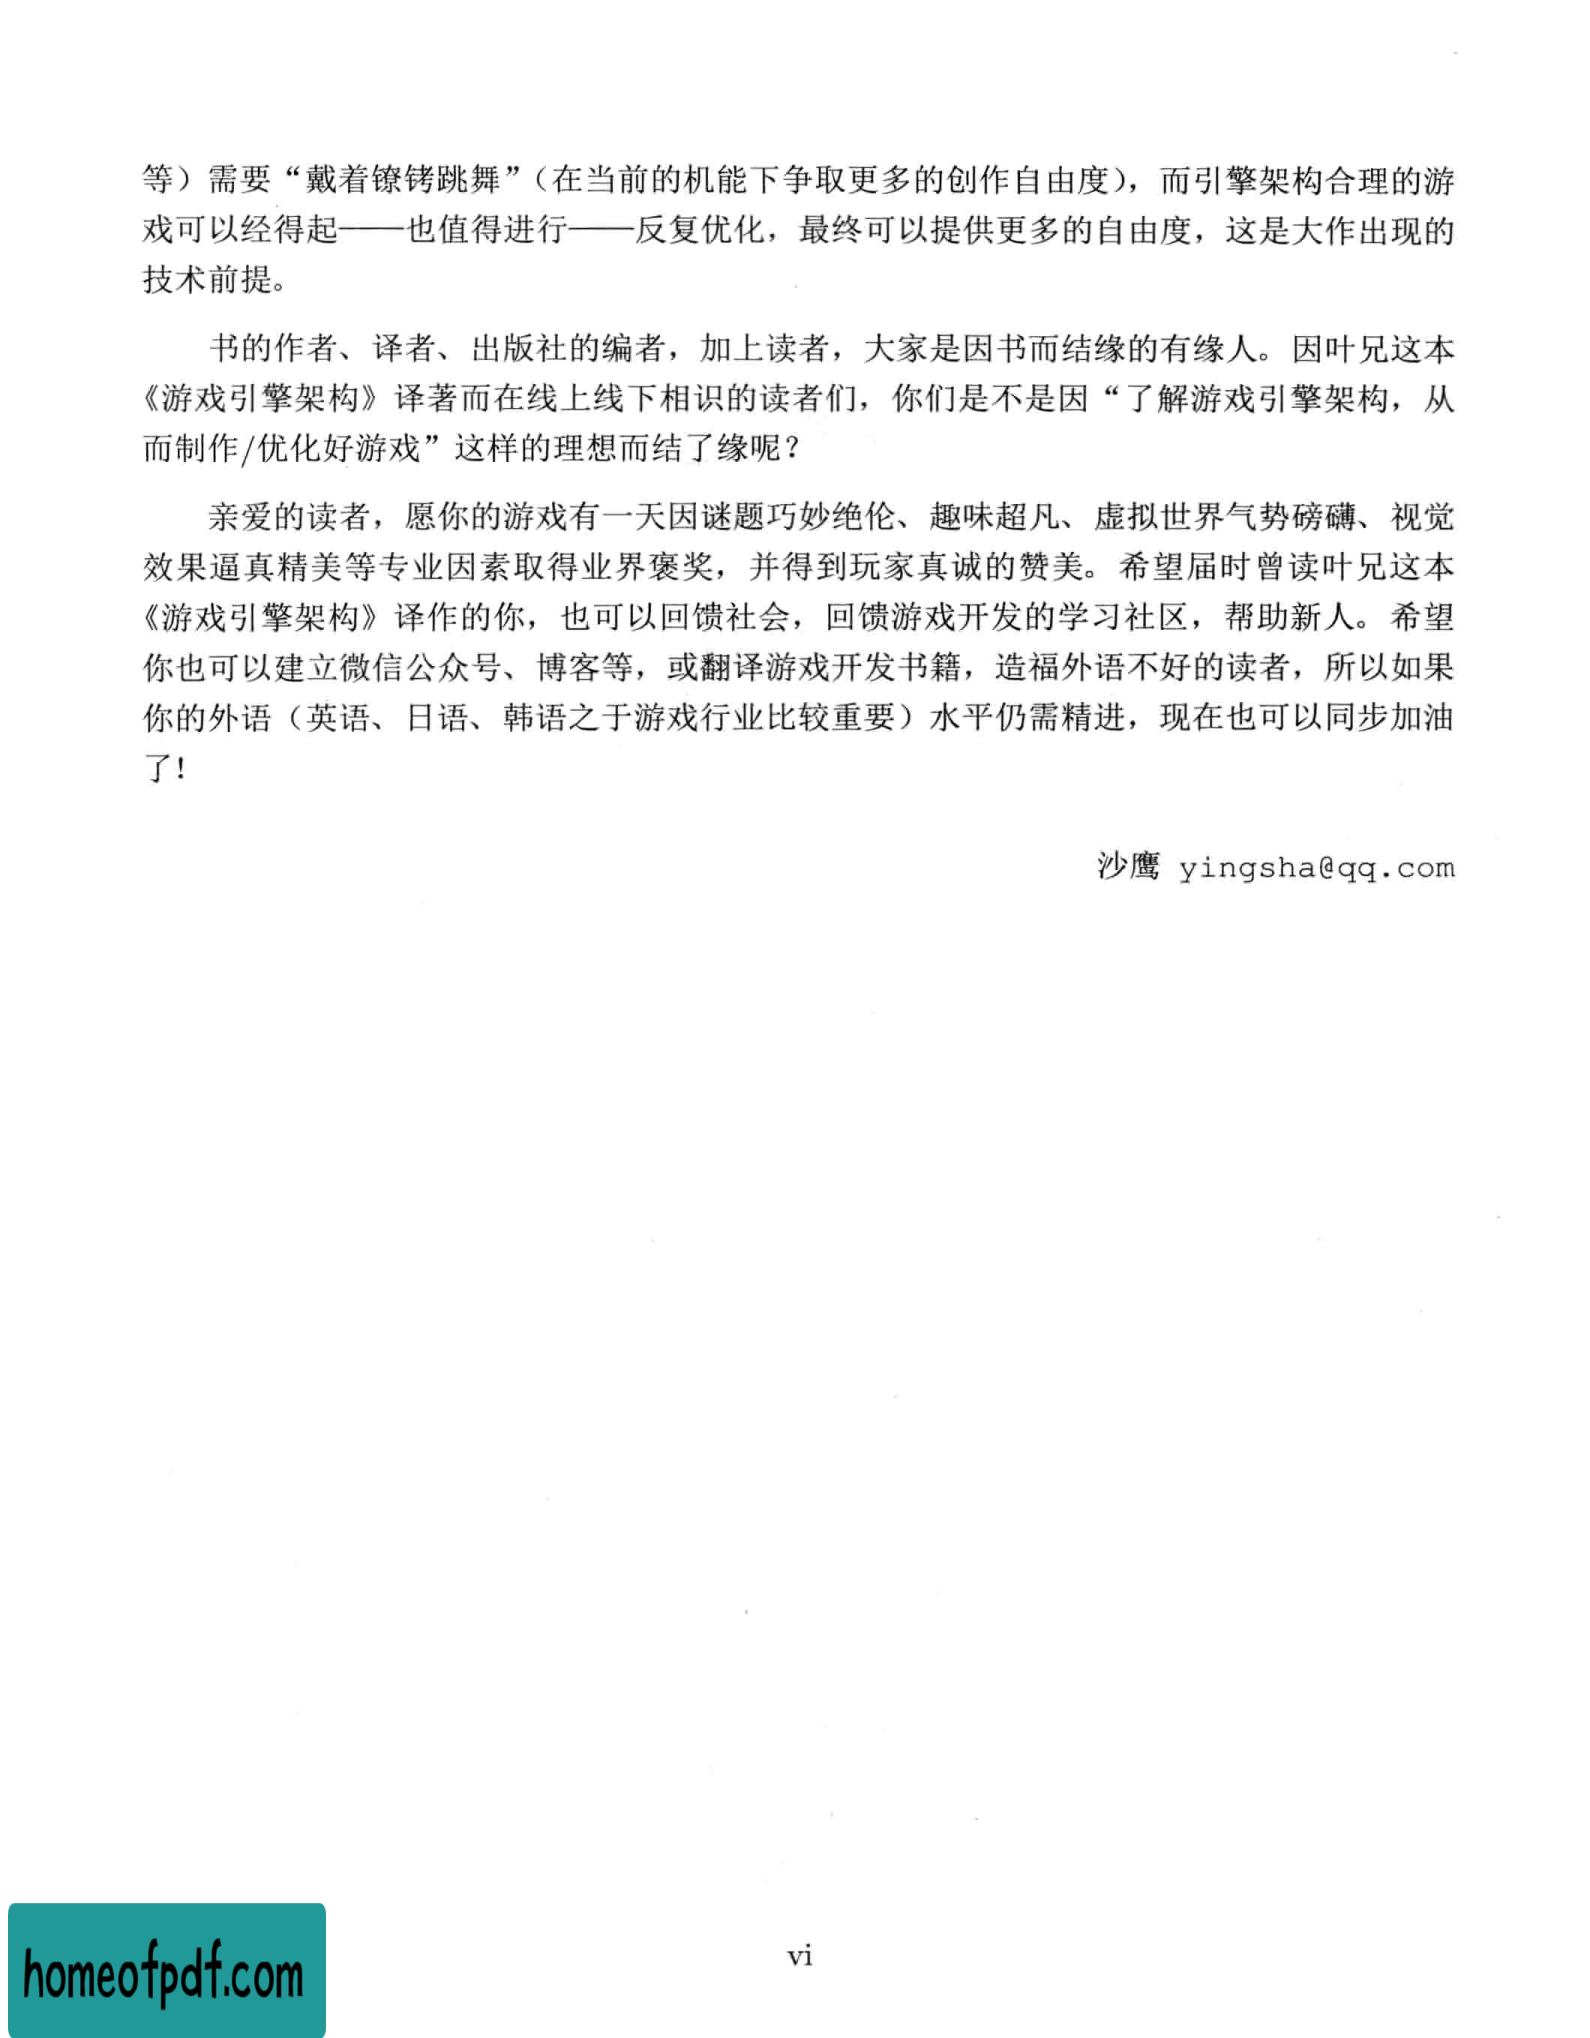 等）需要“戴着镣铐跳舞”（在当前的机能下争取更多的创作自由度），而引擎架构合理的游
戏可以经得起——也值得进行——反复优化，最终可以提供更多的自由度，这是大作出现的
技术前提。
书的作者、译者、出版社的编者，加上读者，大家是因书而结缘的有缘人。因叶兄这本
《游戏引擎架构》译著而在线上线下相识的读者们，你们是不是因“了解游戏引擎架构，从
而制作/优化好游戏”这样的理想而结了缘呢？
亲爱的读者，愿你的游戏有一天因谜题巧妙绝伦、趣味超凡、虚拟世界气势磅礴、视觉
效果逼真精美等专业因素取得业界褒奖，并得到玩家真诚的赞美。希望届时曾读叶兄这本
《游戏引擎架构》译作的你，也可以回馈社会，回馈游戏开发的学习社区，帮助新人。希望
你也可以建立微信公众号、博客等，或翻译游戏开发书籍，造福外语不好的读者，所以如果
你的外语（英语、日语、韩语之于游戏行业比较重要）水平仍需精进，现在也可以同步加油
了！
沙鹰 yingsha@qq.com
vi
homeofpdf.com